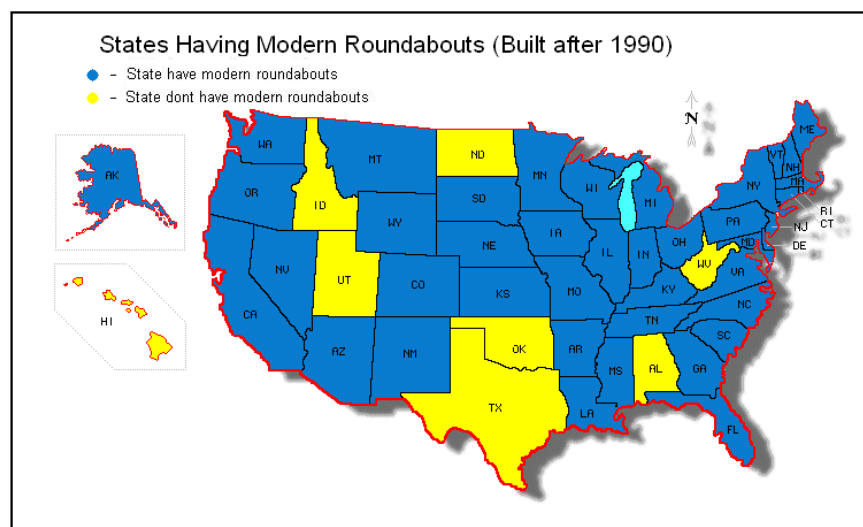 States Having Modern Roundabouts (Built after 1990)
– State have modern roundabouts
– State dont have modern roundabouts
N
AK
HI
WA
OR
CA
NV
ID
MT
WY
UT
AZ
CO
NM
ND
SD
NE
KS
OK
TX
MN
IA
MO
AR
LA
WI
IL
MI
IN
OH
KY
TN
MS
AL
GA
FL
SC
NC
VA
WV
MD
PA
NY
VT
NH
ME
MA
RI
CT
NJ
DE